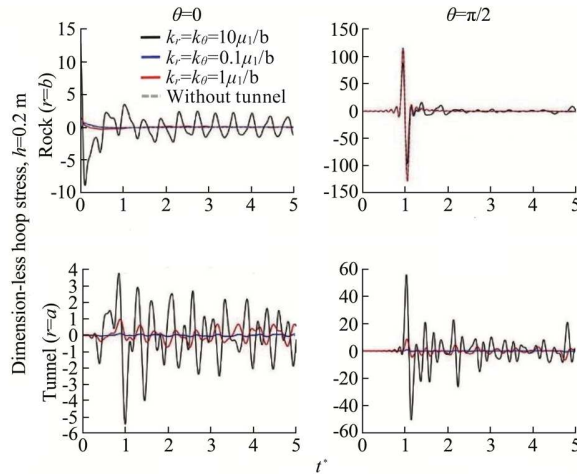 θ=0
θ=π/2
k_r=k_θ=10μ₁/b
k_r=k_θ=0.1μ₁/b
k_r=k_θ=1μ₁/b
Without tunnel
Dimension-less hoop stress, h=0.2 m
Rock (r=b)
15
10
5
0
-5
-10
0 1 2 3 4 5
150
100
50
0
-50
-100
-150
0 1 2 3 4 5
Tunnel (r=a)
4
3
2
1
0
-1
-2
-3
-4
-5
-6
0 1 2 3 4 5
60
40
20
0
-20
-40
-60
0 1 2 3 4 5
t*